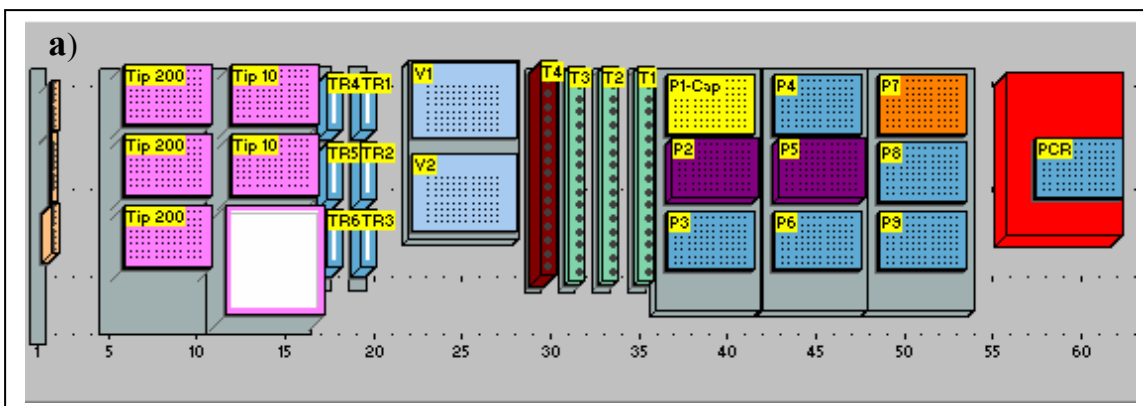 a)
Tip 200 Tip 10 TR4 TR1 V1 T4 T3 T2 T1 P1-Cap P4 P7
Tip 200 Tip 10 TR5 TR2 V2 P2 P5 P8 PCR
Tip 200 TR6 TR3 P3 P6 P9
1 5 10 15 20 25 30 35 40 45 50 55 60